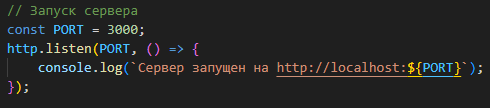 // Запуск сервера
const PORT = 3000;
http.listen(PORT, () => {
    console.log(`Сервер запущен на http://localhost:${PORT}`);
});